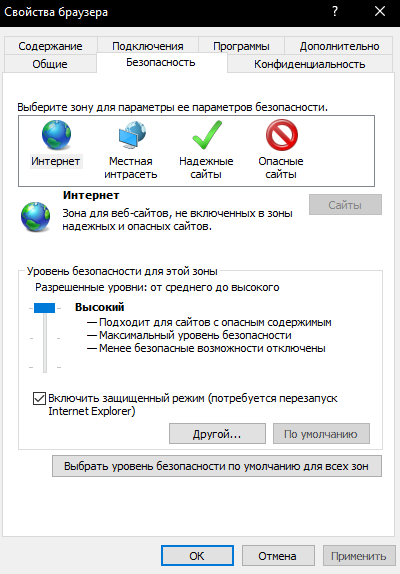 Свойства браузера
Содержание Подключения Программы Дополнительно
Общие Безопасность Конфиденциальность
Выберите зону для параметры ее параметров безопасности.
Интернет Местная интрасеть Надежные сайты Опасные сайты
Интернет
Зона для веб-сайтов, не включенных в зоны
надежных и опасных сайтов.
Сайты
Уровень безопасности для этой зоны
Разрешенные уровни: от среднего до высокого
Высокий
— Подходит для сайтов с опасным содержимым
— Максимальный уровень безопасности
— Менее безопасные возможности отключены
Включить защищенный режим (потребуется перезапуск
Internet Explorer)
Другой... По умолчанию
Выбрать уровень безопасности по умолчанию для всех зон
ОК Отмена Применить